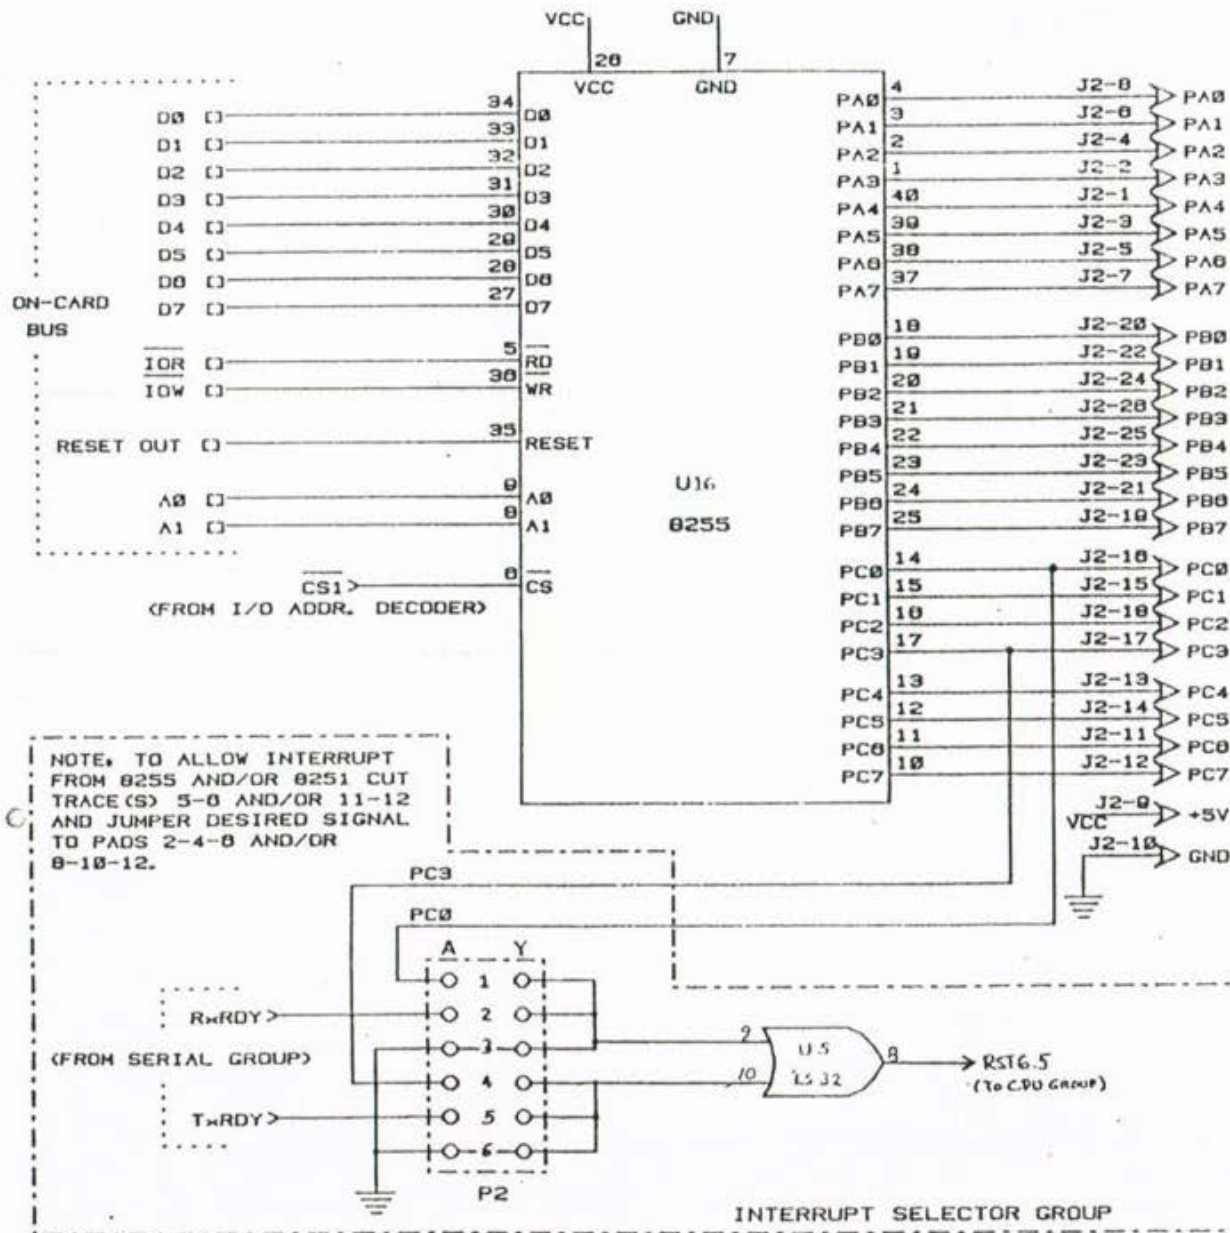 VCC GND
26 7
VCC GND
D0 [] 34 D0
D1 [] 33 D1
D2 [] 32 D2
D3 [] 31 D3
D4 [] 30 D4
D5 [] 29 D5
D6 [] 28 D6
D7 [] 27 D7
ON-CARD
BUS
IOR [] 5 RD
IOW [] 36 WR
RESET OUT [] 35 RESET
A0 [] 9 A0
A1 [] 8 A1
CS1 6 CS
(FROM I/O ADDR. DECODER)
U16
8255
PA0 4 J2-8 PA0
PA1 3 J2-6 PA1
PA2 2 J2-4 PA2
PA3 1 J2-2 PA3
PA4 40 J2-1 PA4
PA5 39 J2-3 PA5
PA6 38 J2-5 PA6
PA7 37 J2-7 PA7
PB0 18 J2-20 PB0
PB1 19 J2-22 PB1
PB2 20 J2-24 PB2
PB3 21 J2-26 PB3
PB4 22 J2-25 PB4
PB5 23 J2-23 PB5
PB6 24 J2-21 PB6
PB7 25 J2-19 PB7
PC0 14 J2-16 PC0
PC1 15 J2-15 PC1
PC2 16 J2-18 PC2
PC3 17 J2-17 PC3
PC4 13 J2-13 PC4
PC5 12 J2-14 PC5
PC6 11 J2-11 PC6
PC7 10 J2-12 PC7
J2-9 VCC +5V
J2-10 GND
NOTE, TO ALLOW INTERRUPT
FROM 8255 AND/OR 8251 CUT
TRACE(S) 5-6 AND/OR 11-12
AND JUMPER DESIRED SIGNAL
TO PADS 2-4-6 AND/OR
8-10-12.
PC3
PC0
A Y
1
RxRDY 2
(FROM SERIAL GROUP) 3
4
TxRDY 5
6
P2
9
10
U5
LS32
8
RST6.5
(TO CPU GROUP)
INTERRUPT SELECTOR GROUP